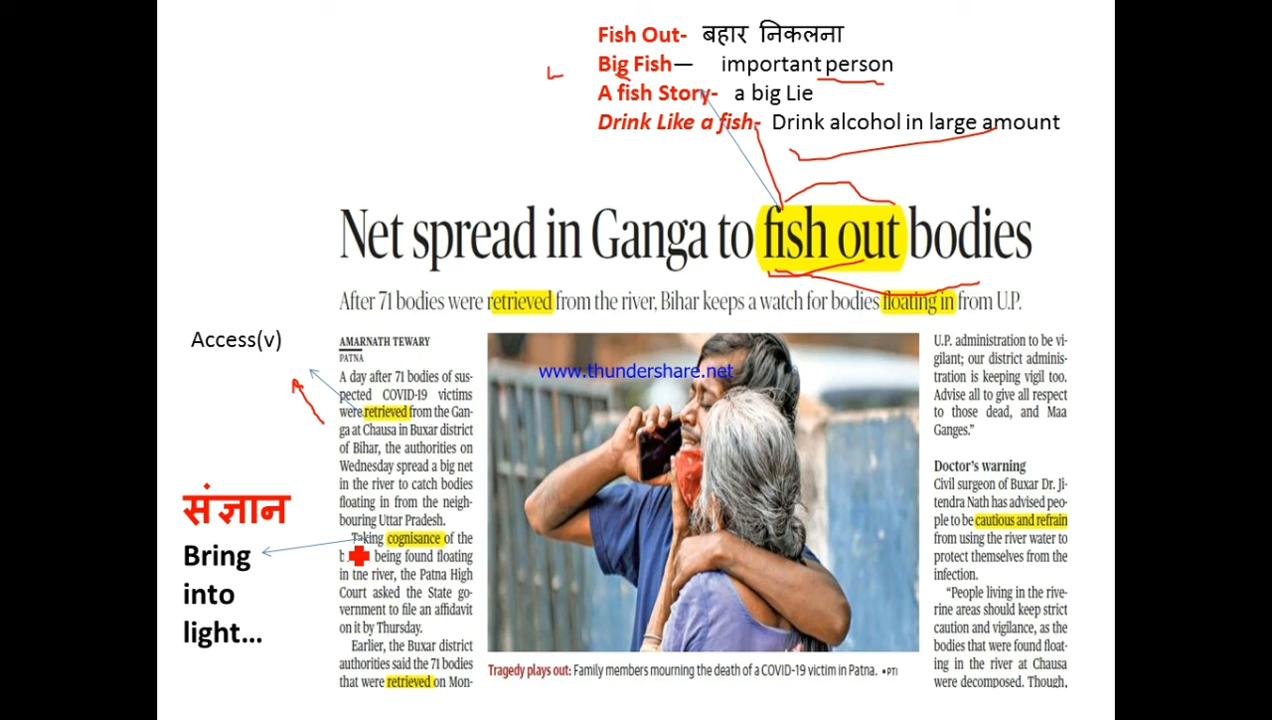 Fish Out- बहार निकलना
Big Fish— important person
A fish Story- a big Lie
Drink Like a fish- Drink alcohol in large amount
Net spread in Ganga to fish out bodies
After 71 bodies were retrieved from the river, Bihar keeps a watch for bodies floating in from U.P.
Access(v)
संज्ञान
Bring
into
light...
AMARNATH TEWARY
PATNA
A day after 71 bodies of sus-
pected COVID-19 victims
were retrieved from the Gan-
ga at Chausa in Buxar district
of Bihar, the authorities on
Wednesday spread a big net
in the river to catch bodies
floating in from the neigh-
bouring Uttar Pradesh.
Taking cognisance of the
being found floating
in the river, the Patna High
Court asked the State go-
vernment to file an affidavit
on it by Thursday.
Earlier, the Buxar district
authorities said the 71 bodies
that were retrieved on Mon-
www.thundershare.net
Tragedy plays out: Family members mourning the death of a COVID-19 victim in Patna. ▪PTI
U.P. administration to be vi-
gilant; our district adminis-
tration is keeping vigil too.
Advise all to give all respect
to those dead, and Maa
Ganges.”
Doctor's warning
Civil surgeon of Buxar Dr. Ji-
tendra Nath has advised peo-
ple to be cautious and refrain
from using the river water to
protect themselves from the
infection.
“People living in the rive-
rine areas should keep strict
caution and vigilance, as the
bodies that were found float-
ing in the river at Chausa
were decomposed. Though,